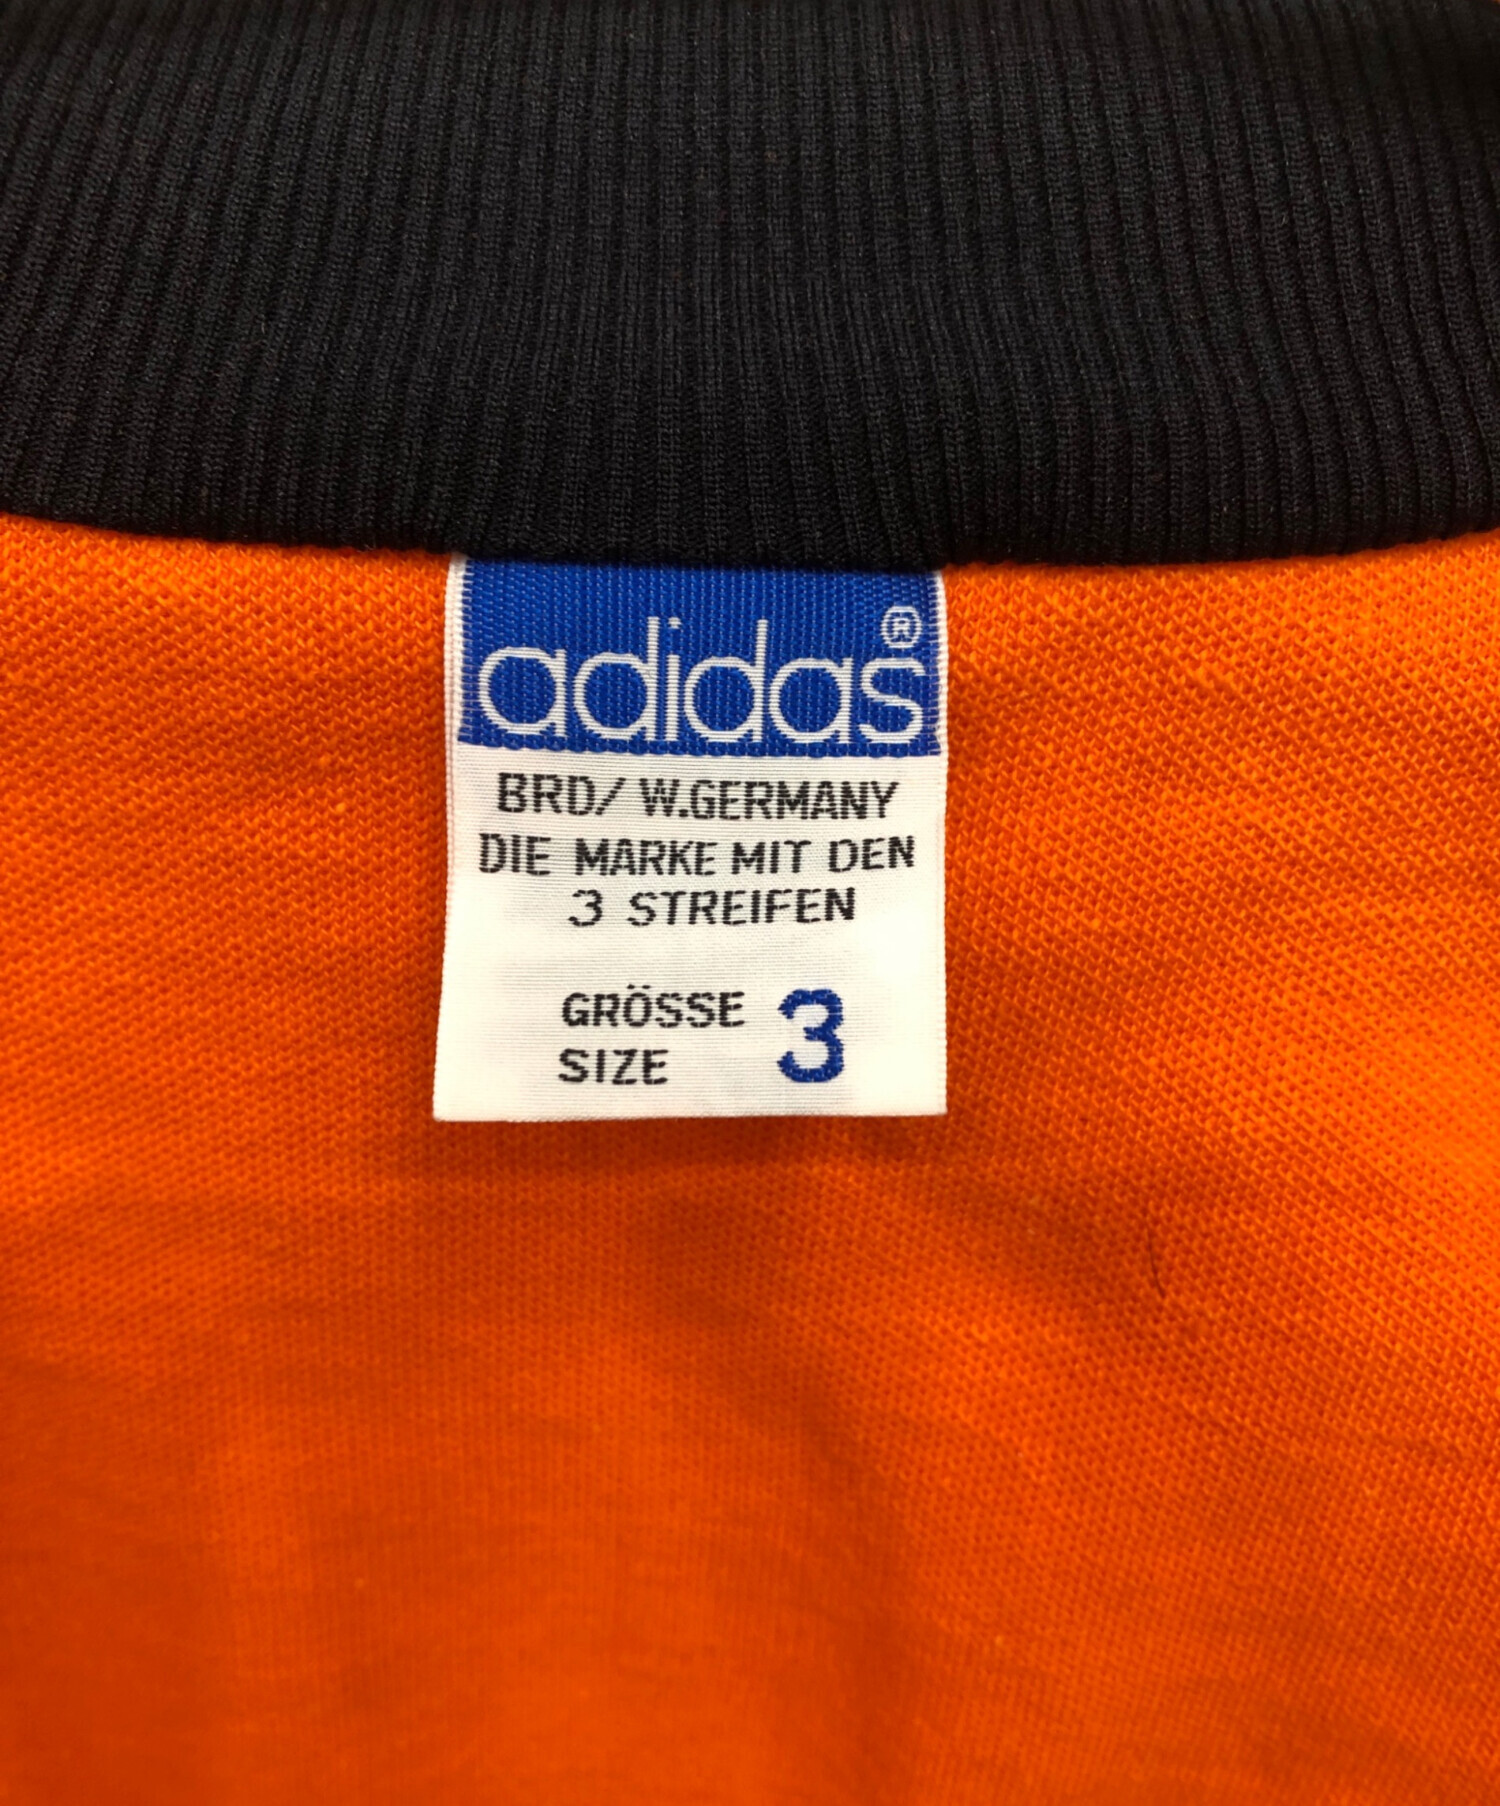 adidas®
BRD/ W.GERMANY
DIE MARKE MIT DEN
3 STREIFEN
GRÖSSE 3
SIZE